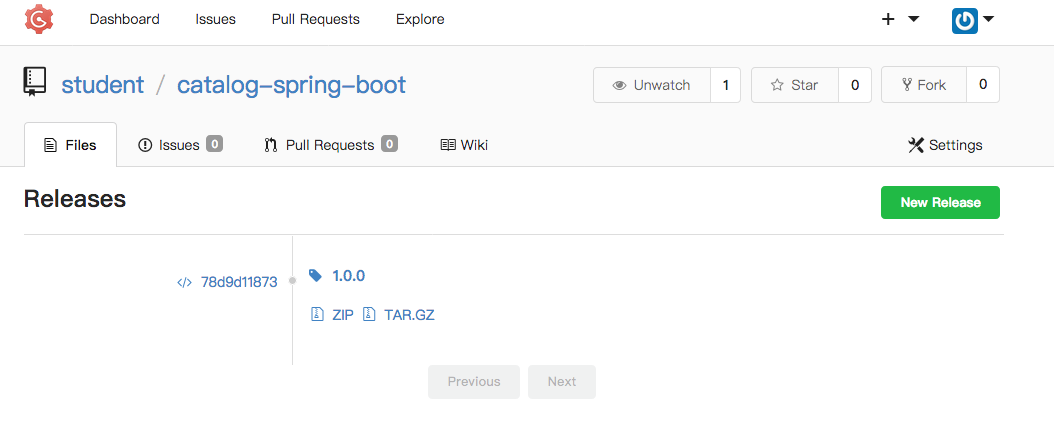 Dashboard Issues Pull Requests Explore +
student / catalog-spring-boot Unwatch 1 Star 0 Fork 0
Files Issues 0 Pull Requests 0 Wiki Settings
Releases New Release
</> 78d9d11873 1.0.0
ZIP TAR.GZ
Previous Next